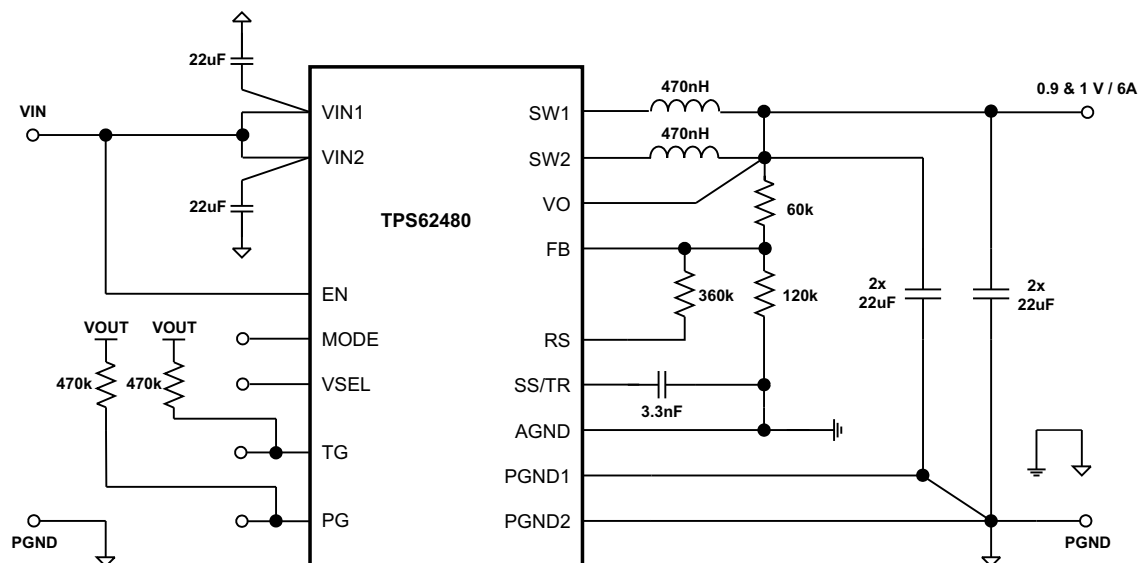 22uF
470nH
0.9 & 1 V / 6A
VIN
VIN1
SW1
470nH
VIN2
SW2
22uF
TPS62480
VO
60k
FB
EN
360k
120k
2x
22uF
2x
22uF
VOUT
VOUT
MODE
RS
470k
470k
VSEL
SS/TR
3.3nF
AGND
TG
PGND1
PG
PGND2
PGND
PGND